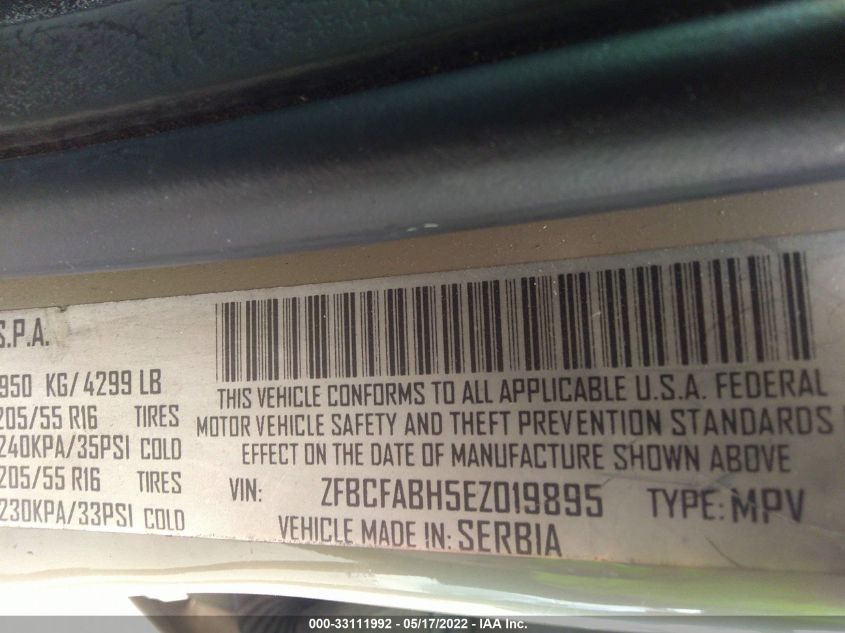 S.P.A.
950 KG/ 4299 LB
205/55 R16 TIRES
240KPA/35PSI COLD
205/55 R16 TIRES
230KPA/33PSI COLD
THIS VEHICLE CONFORMS TO ALL APPLICABLE U.S.A. FEDERAL
MOTOR VEHICLE SAFETY AND THEFT PREVENTION STANDARDS
EFFECT ON THE DATE OF MANUFACTURE SHOWN ABOVE
VIN: ZFBCFABH5EZ019895 TYPE: MPV
VEHICLE MADE IN: SERBIA
000-33111992 - 05/17/2022 - IAA Inc.